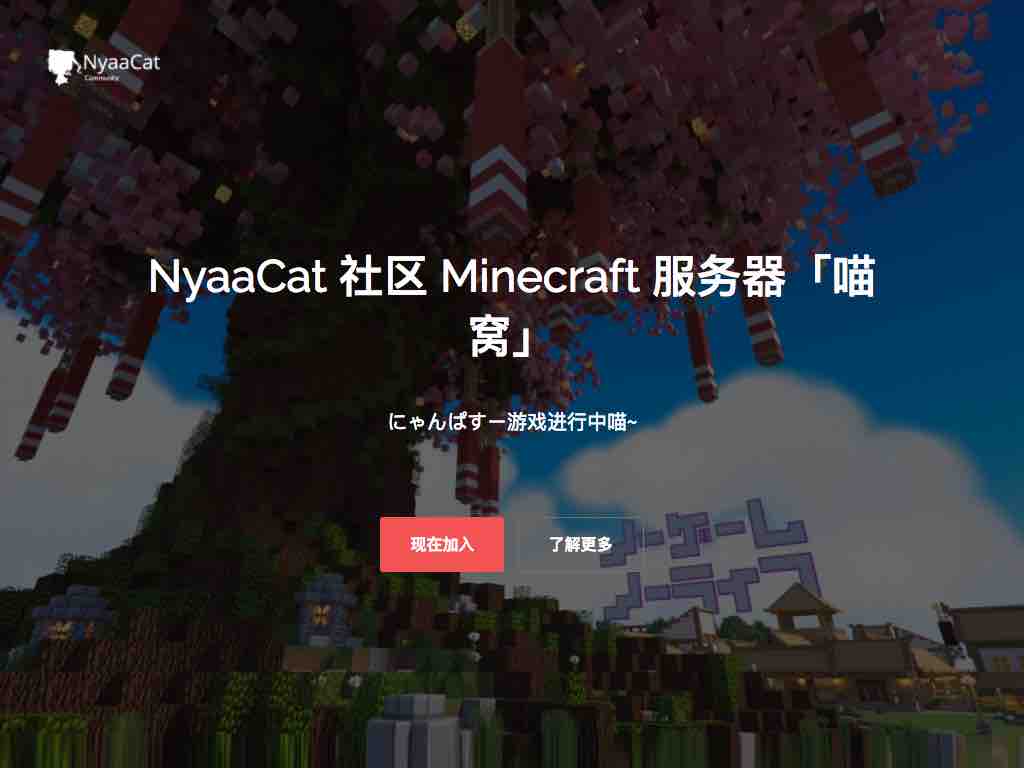 NyaaCat
Community
NyaaCat 社区 Minecraft 服务器「喵
窝」
にゃんぱすー游戏进行中喵~
现在加入
了解更多
ノーゲーム
ノーライフ